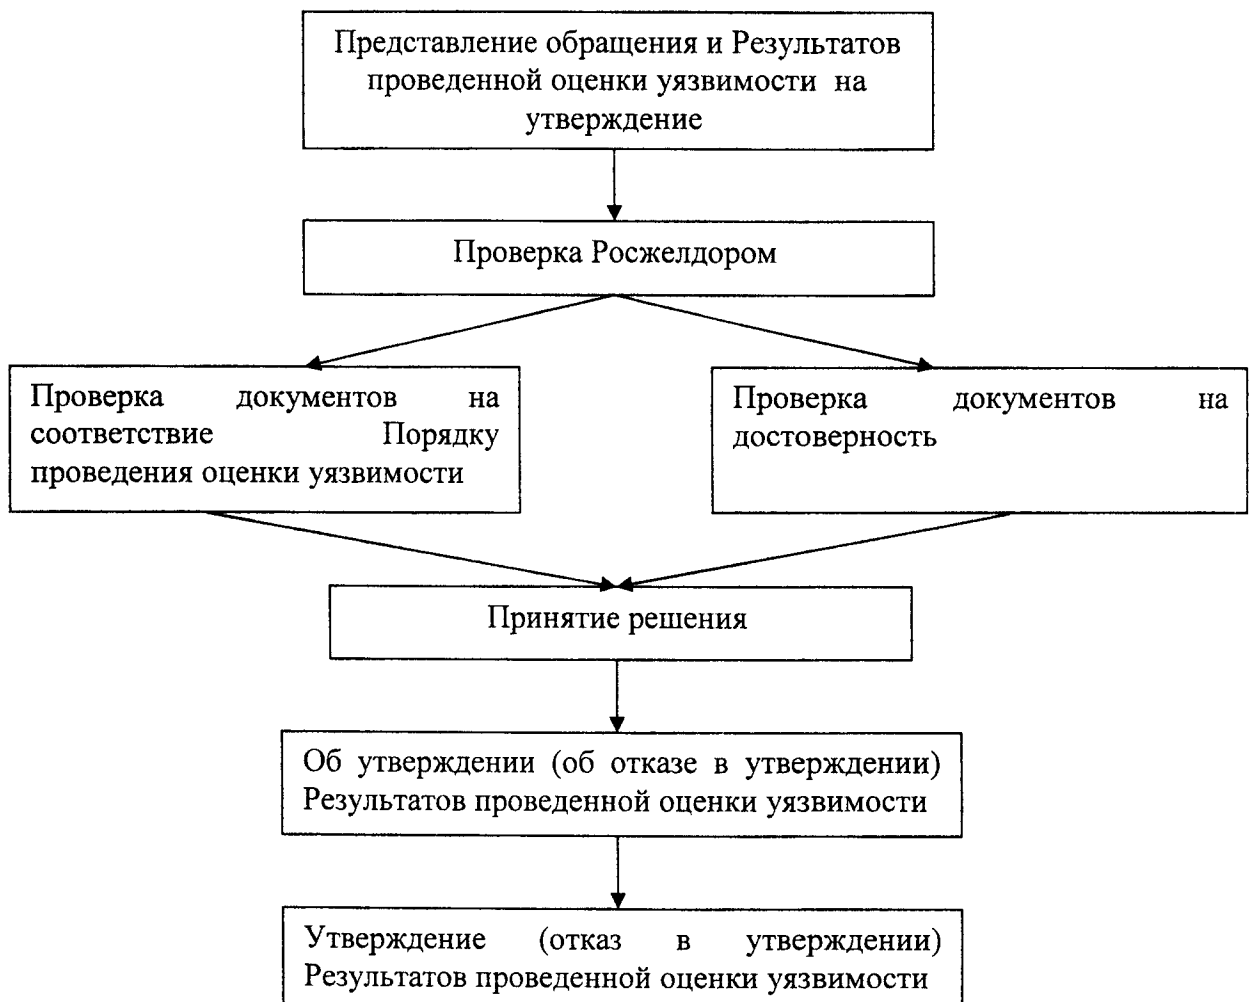 Представление обращения и Результатов
проведенной оценки уязвимости на
утверждение
Проверка Росжелдором
Проверка документов на
соответствие Порядку
проведения оценки уязвимости
Проверка документов на
достоверность
Принятие решения
Об утверждении (об отказе в утверждении)
Результатов проведенной оценки уязвимости
Утверждение (отказ в утверждении)
Результатов проведенной оценки уязвимости